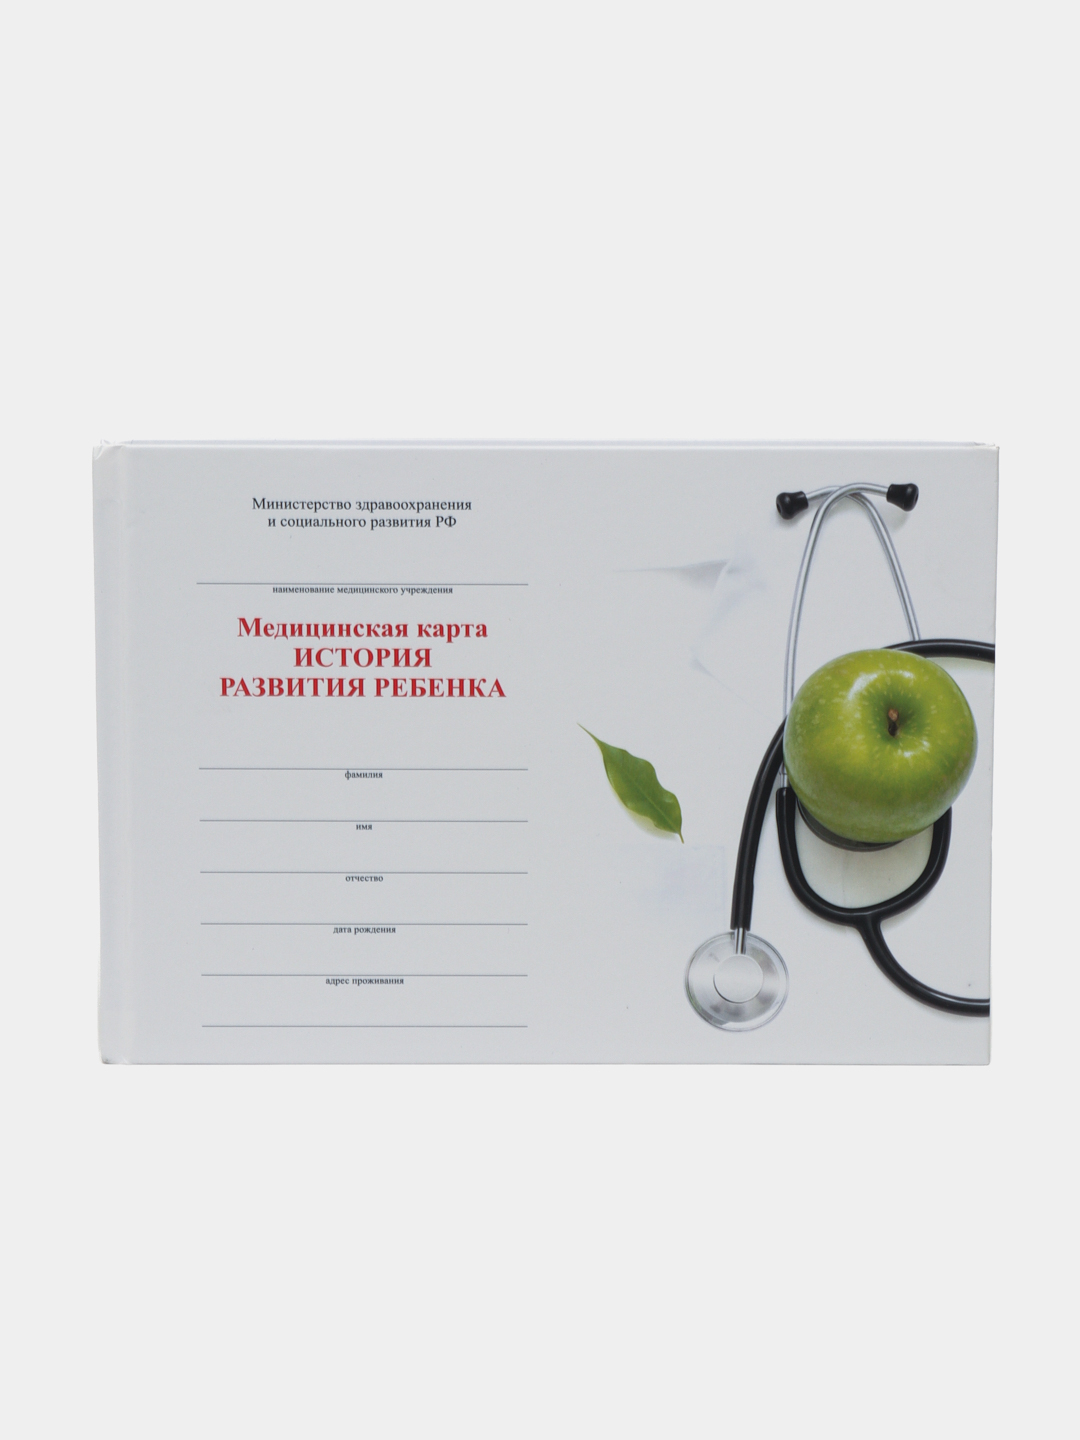 Министерство здравоохранения
и социального развития РФ
наименование медицинского учреждения
Медицинская карта
ИСТОРИЯ
РАЗВИТИЯ РЕБЕНКА
фамилия
имя
отчество
дата рождения
адрес проживания